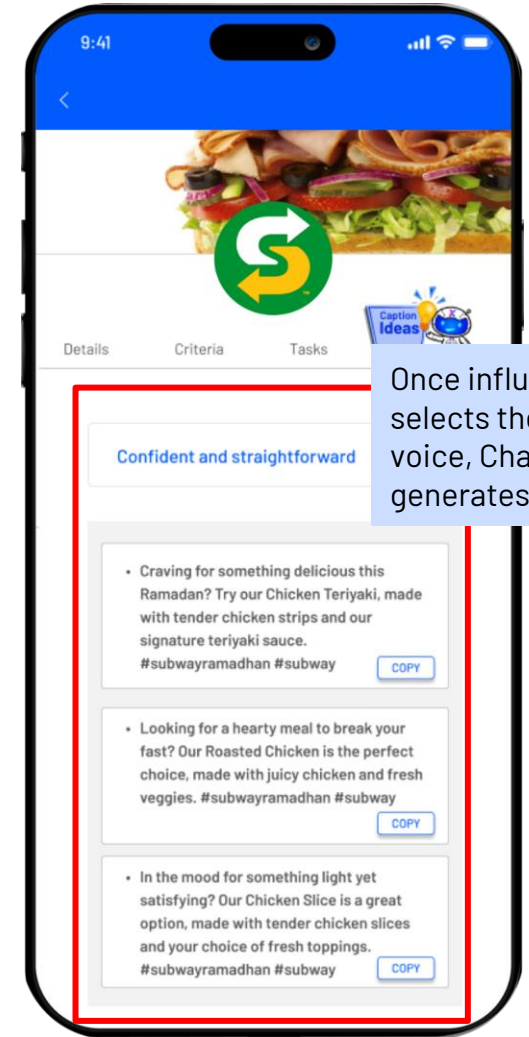 9:41
Caption
Ideas
Details Criteria Tasks
Once
selects
voice,
generates
Confident and straightforward
• Craving for something delicious this
Ramadan? Try our Chicken Teriyaki, made
with tender chicken strips and our
signature teriyaki sauce.
#subwayramadhan #subway
COPY
• Looking for a hearty meal to break your
fast? Our Roasted Chicken is the perfect
choice, made with juicy chicken and fresh
veggies. #subwayramadhan #subway
COPY
• In the mood for something light yet
satisfying? Our Chicken Slice is a great
option, made with tender chicken slices
and your choice of fresh toppings.
#subwayramadhan #subway
COPY